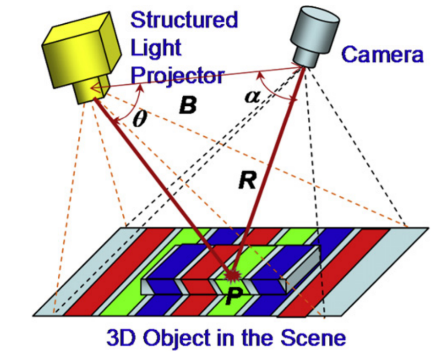 Structured
Light
Projector
Camera
B
α
θ
R
P
3D Object in the Scene